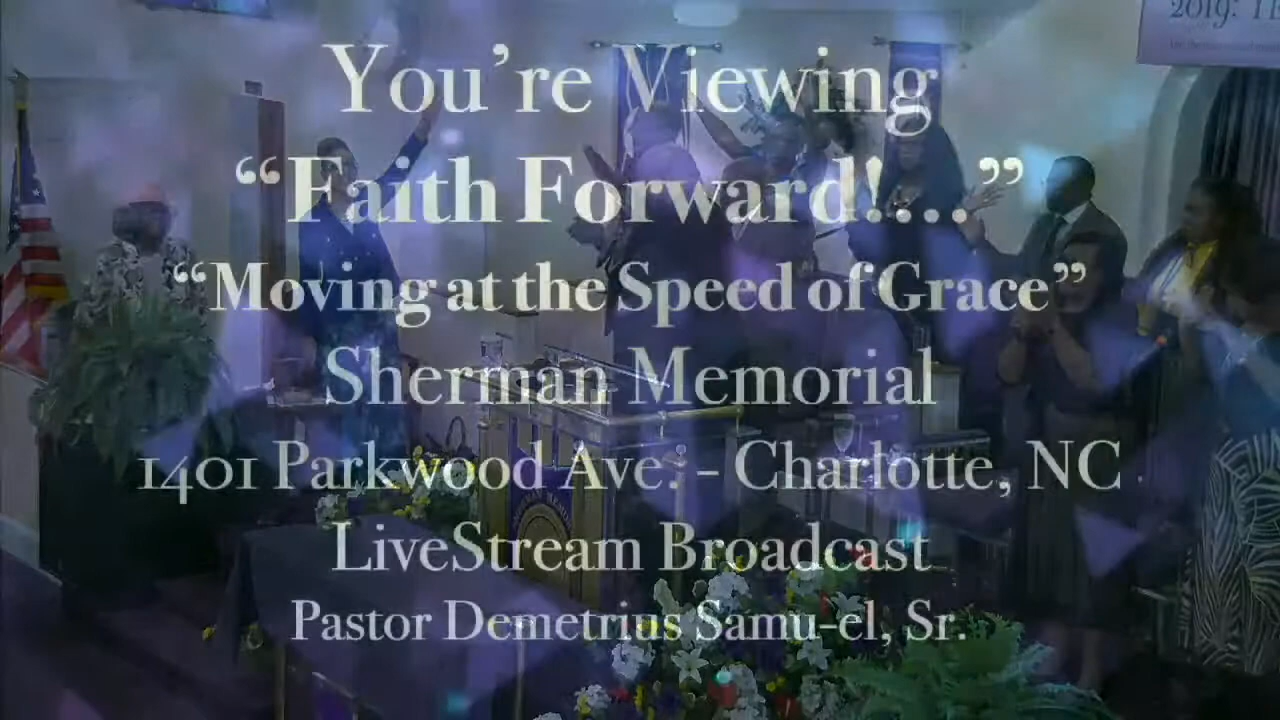 2019:
You're Viewing
“Faith Forward!...”
“Moving at the Speed of Grace”
Sherman Memorial
1401 Parkwood Ave. - Charlotte, NC
LiveStream Broadcast
Pastor Demetrius Samu-el, Sr.